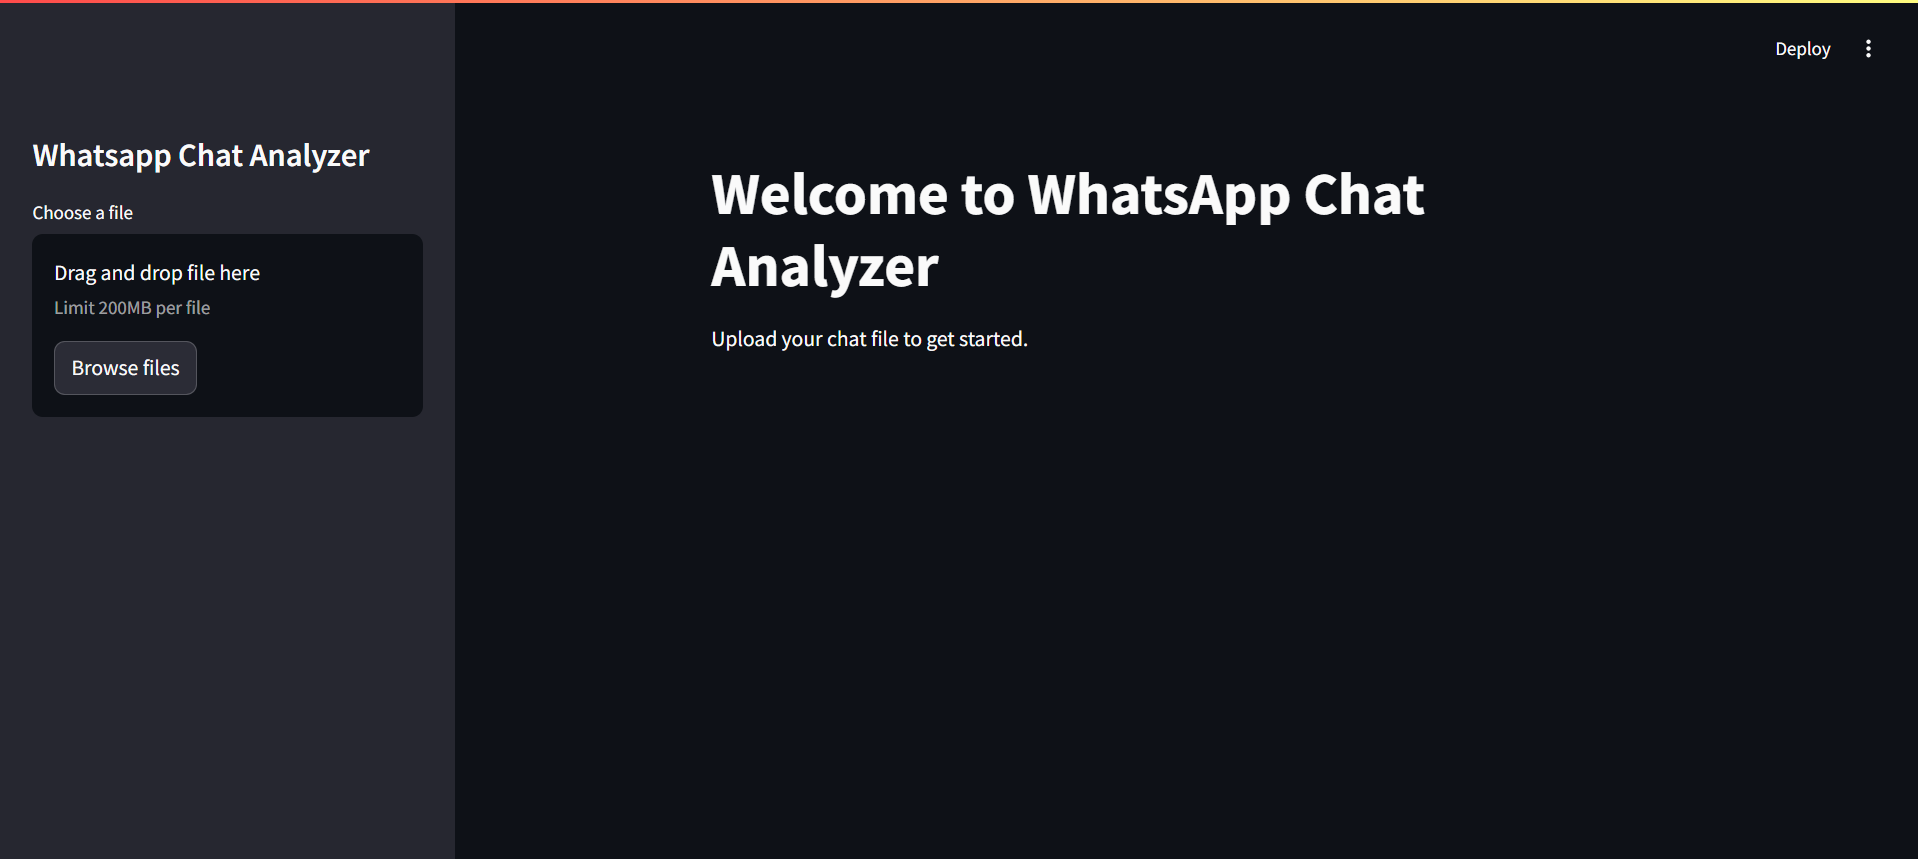 Deploy
Whatsapp Chat Analyzer
Choose a file
Drag and drop file here
Limit 200MB per file
Browse files
Welcome to WhatsApp Chat
Analyzer
Upload your chat file to get started.